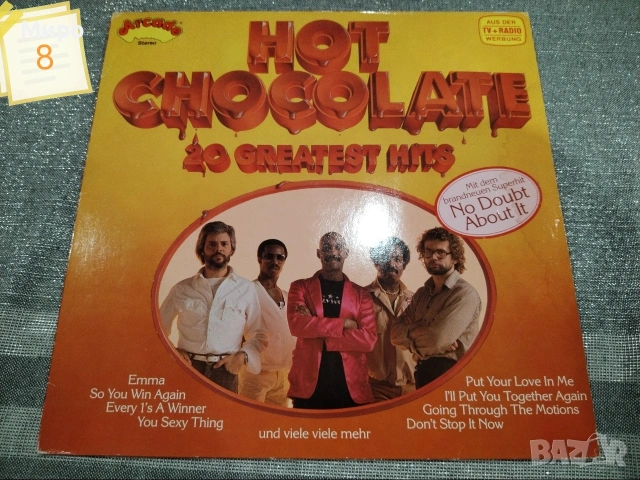 8
Arcade
Stereo
AUS DER
TV + RADIO
WERBUNG
HOT
CHOCOLATE
20 GREATEST HITS
Mit dem
brandneuen Superhit
No Doubt
About It
Emma
So You Win Again
Every 1's A Winner
You Sexy Thing
Put Your Love In Me
I'll Put You Together Again
Going Through The Motions
Don't Stop It Now
und viele viele mehr
BAZAR